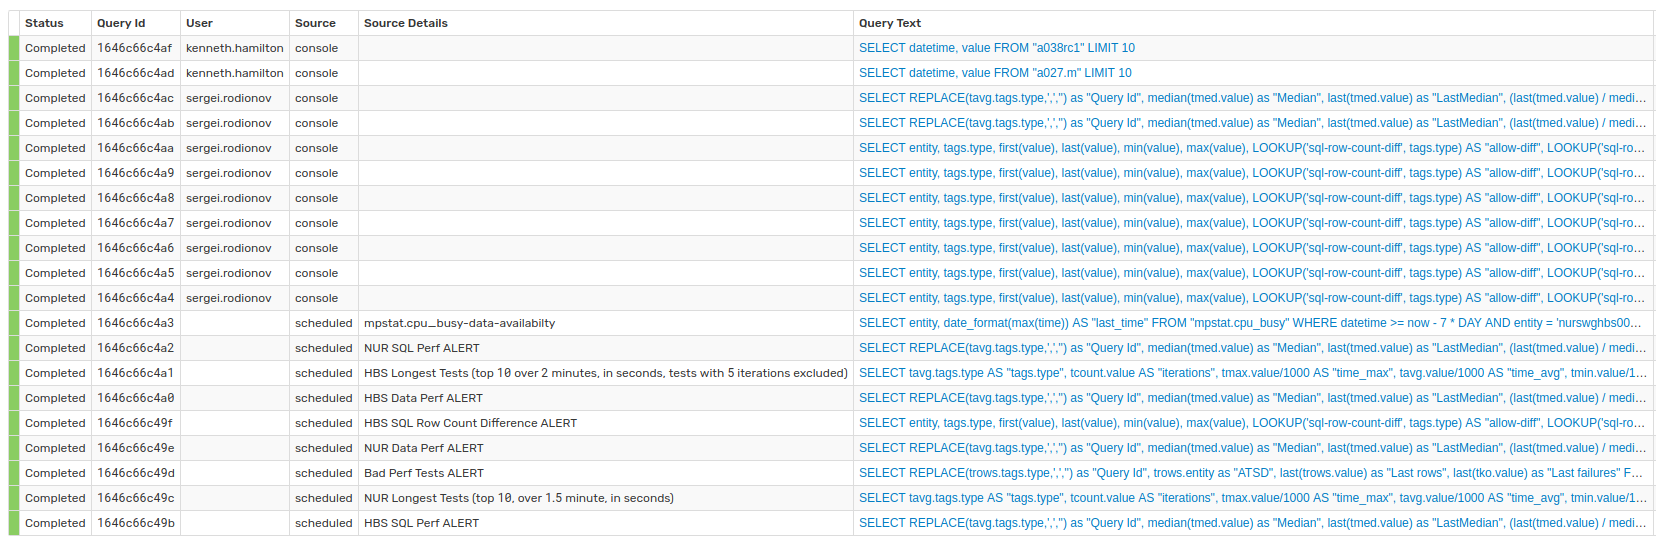 Status Query Id User Source Source Details Query Text
Completed 1646c66c4af kenneth.hamilton console SELECT datetime, value FROM "a038rc1" LIMIT 10
Completed 1646c66c4ad kenneth.hamilton console SELECT datetime, value FROM "a027.m" LIMIT 10
Completed 1646c66c4ac sergei.rodionov console SELECT REPLACE(tavg.tags.type,',','') as "Query Id", median(tmed.value) as "Median", last(tmed.value) as "LastMedian", (last(tmed.value) / medi...
Completed 1646c66c4ab sergei.rodionov console SELECT REPLACE(tavg.tags.type,',','') as "Query Id", median(tmed.value) as "Median", last(tmed.value) as "LastMedian", (last(tmed.value) / medi...
Completed 1646c66c4aa sergei.rodionov console SELECT entity, tags.type, first(value), last(value), min(value), max(value), LOOKUP('sql-row-count-diff', tags.type) AS "allow-diff", LOOKUP('sql-ro...
Completed 1646c66c4a9 sergei.rodionov console SELECT entity, tags.type, first(value), last(value), min(value), max(value), LOOKUP('sql-row-count-diff', tags.type) AS "allow-diff", LOOKUP('sql-ro...
Completed 1646c66c4a8 sergei.rodionov console SELECT entity, tags.type, first(value), last(value), min(value), max(value), LOOKUP('sql-row-count-diff', tags.type) AS "allow-diff", LOOKUP('sql-ro...
Completed 1646c66c4a7 sergei.rodionov console SELECT entity, tags.type, first(value), last(value), min(value), max(value), LOOKUP('sql-row-count-diff', tags.type) AS "allow-diff", LOOKUP('sql-ro...
Completed 1646c66c4a6 sergei.rodionov console SELECT entity, tags.type, first(value), last(value), min(value), max(value), LOOKUP('sql-row-count-diff', tags.type) AS "allow-diff", LOOKUP('sql-ro...
Completed 1646c66c4a5 sergei.rodionov console SELECT entity, tags.type, first(value), last(value), min(value), max(value), LOOKUP('sql-row-count-diff', tags.type) AS "allow-diff", LOOKUP('sql-ro...
Completed 1646c66c4a4 sergei.rodionov console SELECT entity, tags.type, first(value), last(value), min(value), max(value), LOOKUP('sql-row-count-diff', tags.type) AS "allow-diff", LOOKUP('sql-ro...
Completed 1646c66c4a3 scheduled mpstat.cpu_busy-data-availabilty SELECT entity, date_format(max(time)) AS "last_time" FROM "mpstat.cpu_busy" WHERE datetime >= now - 7 * DAY AND entity = 'nurswghbs00...
Completed 1646c66c4a2 scheduled NUR SQL Perf ALERT SELECT REPLACE(tavg.tags.type,',','') as "Query Id", median(tmed.value) as "Median", last(tmed.value) as "LastMedian", (last(tmed.value) / medi...
Completed 1646c66c4a1 scheduled HBS Longest Tests (top 10 over 2 minutes, in seconds, tests with 5 iterations excluded) SELECT tavg.tags.type AS "tags.type", tcount.value AS "iterations", tmax.value/1000 AS "time_max", tavg.value/1000 AS "time_avg", tmin.value/1...
Completed 1646c66c4a0 scheduled HBS Data Perf ALERT SELECT REPLACE(tavg.tags.type,',','') as "Query Id", median(tmed.value) as "Median", last(tmed.value) as "LastMedian", (last(tmed.value) / medi...
Completed 1646c66c49f scheduled HBS SQL Row Count Difference ALERT SELECT entity, tags.type, first(value), last(value), min(value), max(value), LOOKUP('sql-row-count-diff', tags.type) AS "allow-diff", LOOKUP('sql-ro...
Completed 1646c66c49e scheduled NUR Data Perf ALERT SELECT REPLACE(tavg.tags.type,',','') as "Query Id", median(tmed.value) as "Median", last(tmed.value) as "LastMedian", (last(tmed.value) / medi...
Completed 1646c66c49d scheduled Bad Perf Tests ALERT SELECT REPLACE(trows.tags.type,',','') as "Query Id", trows.entity as "ATSD", last(trows.value) as "Last rows", last(tko.value) as "Last failures" F...
Completed 1646c66c49c scheduled NUR Longest Tests (top 10, over 1.5 minute, in seconds) SELECT tavg.tags.type AS "tags.type", tcount.value AS "iterations", tmax.value/1000 AS "time_max", tavg.value/1000 AS "time_avg", tmin.value/1...
Completed 1646c66c49b scheduled HBS SQL Perf ALERT SELECT REPLACE(tavg.tags.type,',','') as "Query Id", median(tmed.value) as "Median", last(tmed.value) as "LastMedian", (last(tmed.value) / medi...